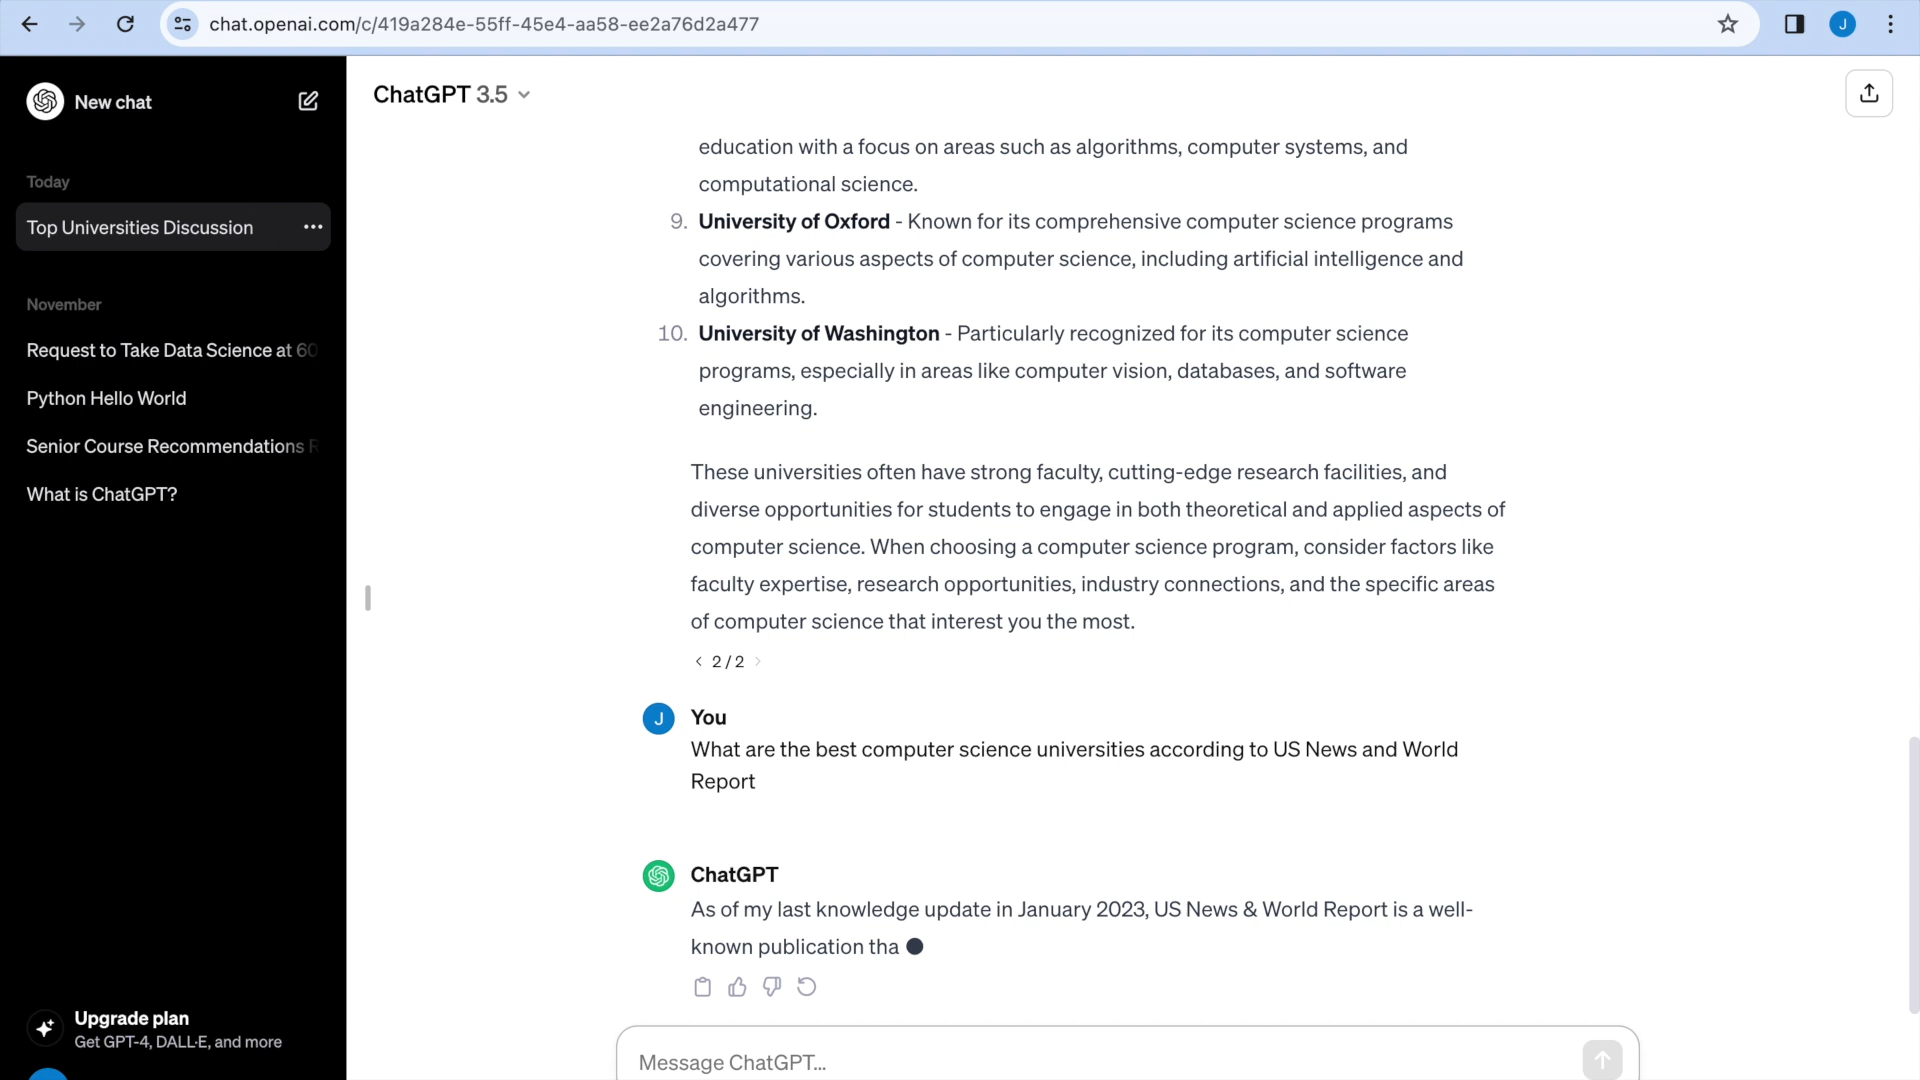 chat.openai.com/c/419a284e-55ff-45e4-aa58-ee2a76d2a477
J
New chat
Today
Top Universities Discussion
November
Request to Take Data Science at 60
Python Hello World
Senior Course Recommendations R
What is ChatGPT?
Upgrade plan
Get GPT-4, DALL·E, and more
ChatGPT 3.5
education with a focus on areas such as algorithms, computer systems, and
computational science.
9. University of Oxford - Known for its comprehensive computer science programs
covering various aspects of computer science, including artificial intelligence and
algorithms.
10. University of Washington - Particularly recognized for its computer science
programs, especially in areas like computer vision, databases, and software
engineering.
These universities often have strong faculty, cutting-edge research facilities, and
diverse opportunities for students to engage in both theoretical and applied aspects of
computer science. When choosing a computer science program, consider factors like
faculty expertise, research opportunities, industry connections, and the specific areas
of computer science that interest you the most.
< 2 / 2 >
J
You
What are the best computer science universities according to US News and World
Report
ChatGPT
As of my last knowledge update in January 2023, US News & World Report is a well-
known publication tha
Message ChatGPT...